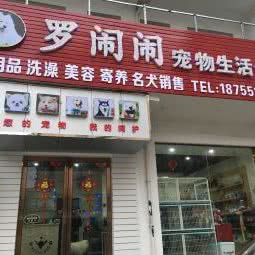 罗闹闹 宠物生活
用品 洗澡 美容 寄养 名犬销售 TEL:18755
您的宠物 我的呵护